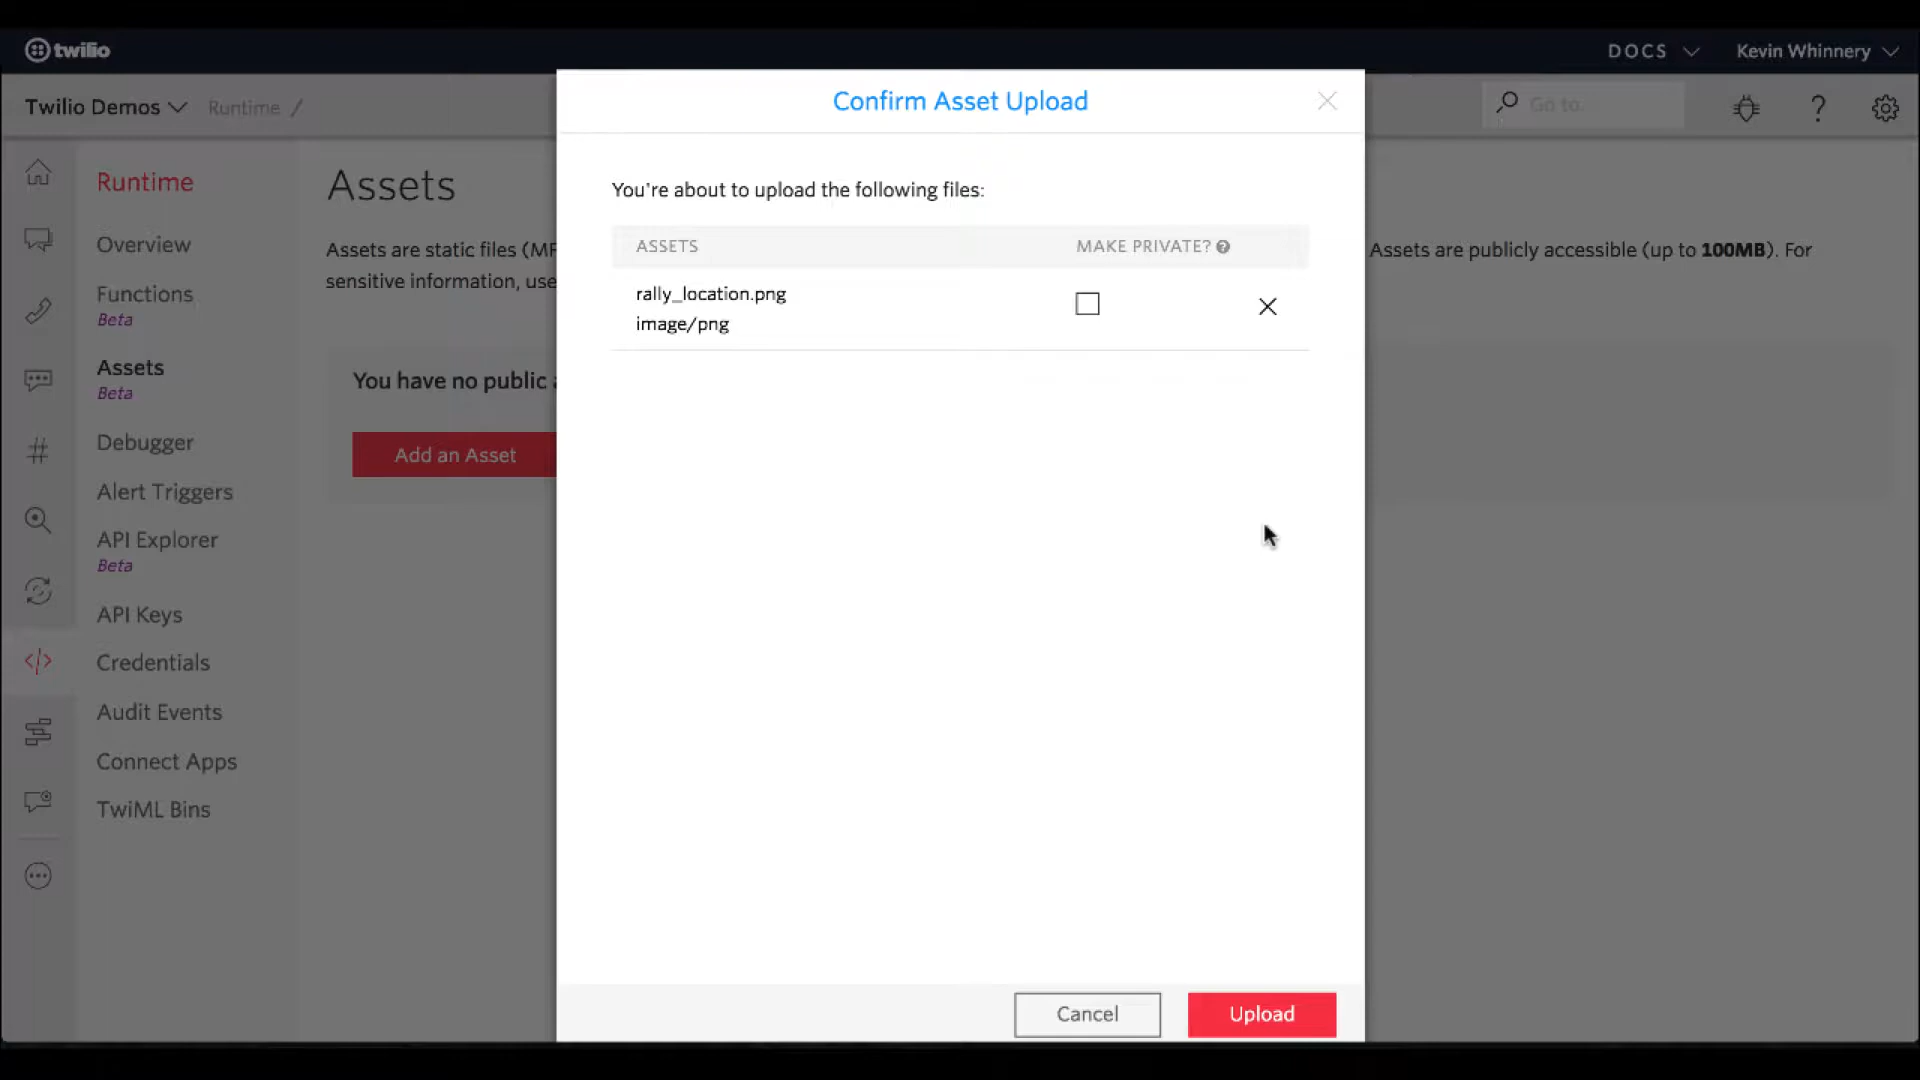 twilio
DOCS
Kevin Whinnery
Twilio Demos
Runtime /
Go to...
Runtime
Overview
Functions
Beta
Assets
Beta
Debugger
Alert Triggers
API Explorer
Beta
API Keys
Credentials
Audit Events
Connect Apps
TwiML Bins
Assets
Assets are static files (MP
Assets are publicly accessible (up to 100MB). For
sensitive information, use
You have no public a
Add an Asset
Confirm Asset Upload
You're about to upload the following files:
ASSETS MAKE PRIVATE?
rally_location.png
image/png
Cancel
Upload